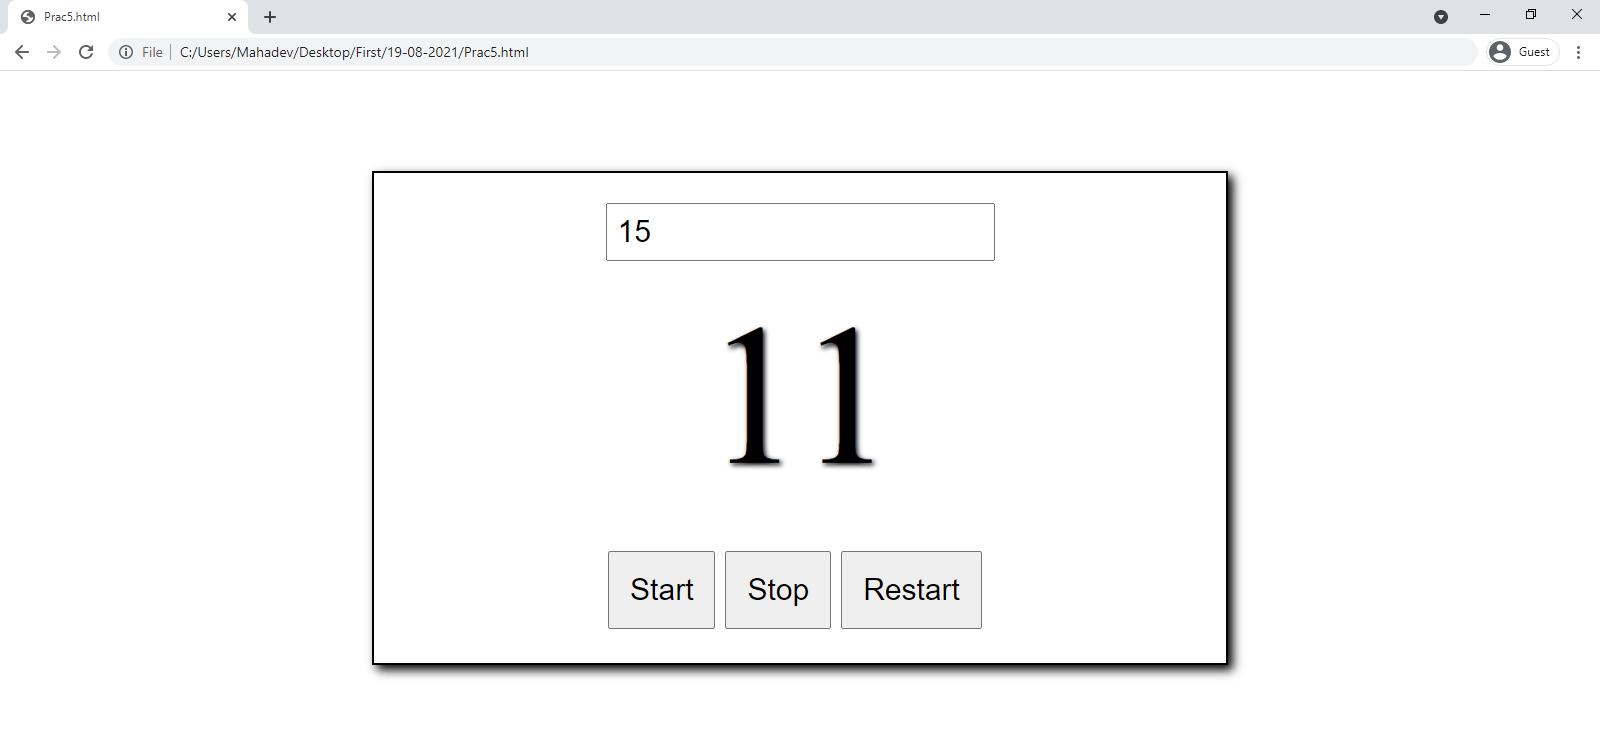 Prac5.html
File C:/Users/Mahadev/Desktop/First/19-08-2021/Prac5.html Guest
15
11
Start Stop Restart